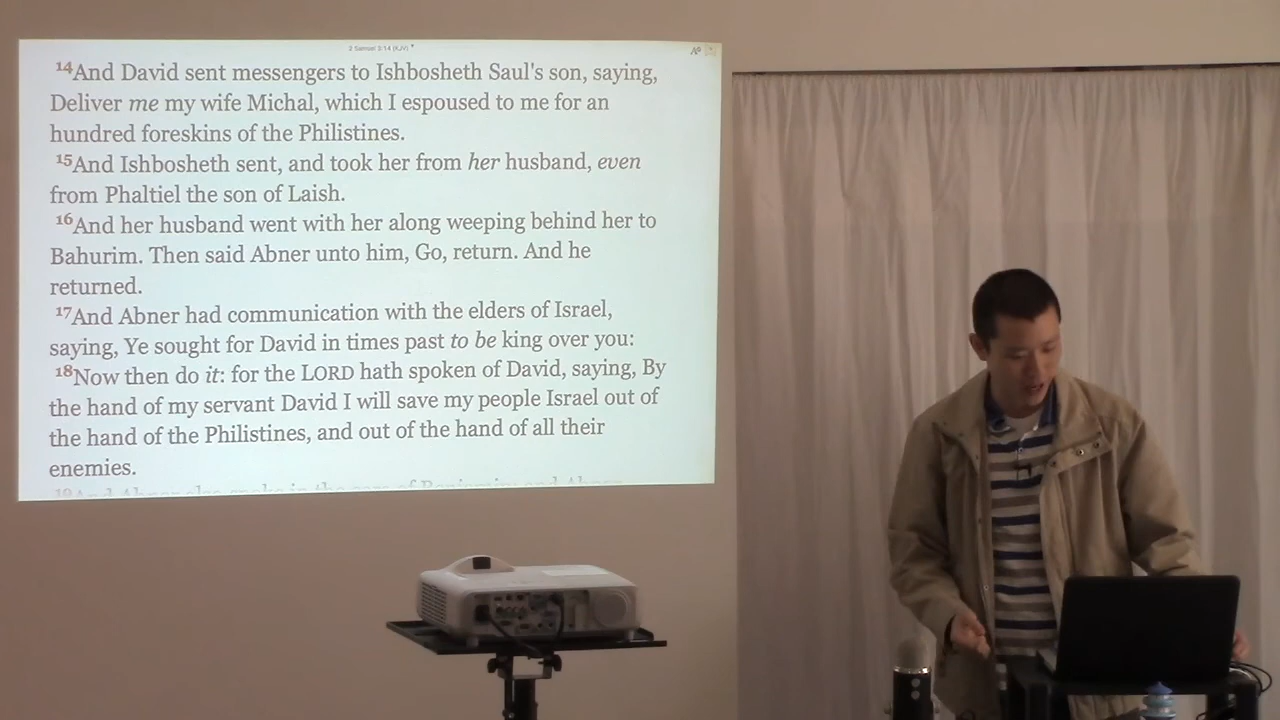 2 Samuel 3:14 (KJV)
14And David sent messengers to Ishbosheth Saul's son, saying,
Deliver me my wife Michal, which I espoused to me for an
hundred foreskins of the Philistines.
15And Ishbosheth sent, and took her from her husband, even
from Phaltiel the son of Laish.
16And her husband went with her along weeping behind her to
Bahurim. Then said Abner unto him, Go, return. And he
returned.
17And Abner had communication with the elders of Israel,
saying, Ye sought for David in times past to be king over you:
18Now then do it: for the LORD hath spoken of David, saying, By
the hand of my servant David I will save my people Israel out of
the hand of the Philistines, and out of the hand of all their
enemies.